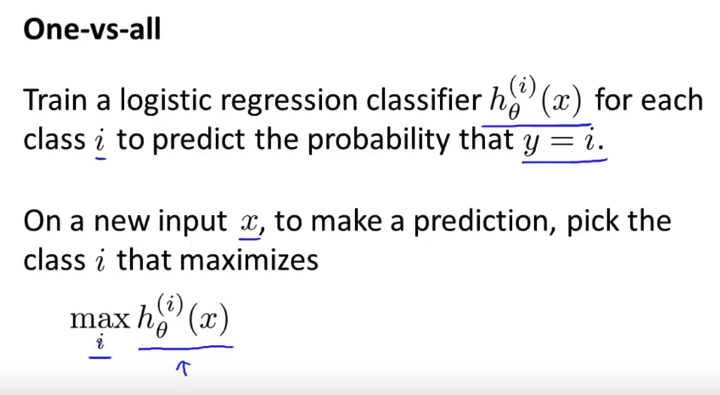 One-vs-all
Train a logistic regression classifier $h_\theta^{(i)}(x)$ for each
class $i$ to predict the probability that $y = i$.
On a new input $x$, to make a prediction, pick the
class $i$ that maximizes
$\max_i h_\theta^{(i)}(x)$